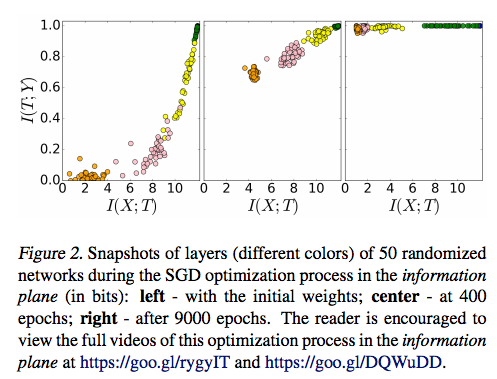 1.0
0.8
0.6
0.4
0.2
0.0
I(T;Y)
0 2 4 6 8 10
2 4 6 8 10
2 4 6 8 10
I(X;T) I(X;T) I(X;T)
Figure 2. Snapshots of layers (different colors) of 50 randomized
networks during the SGD optimization process in the information
plane (in bits): left - with the initial weights; center - at 400
epochs; right - after 9000 epochs. The reader is encouraged to
view the full videos of this optimization process in the information
plane at https://goo.gl/rygyIT and https://goo.gl/DQWuDD.